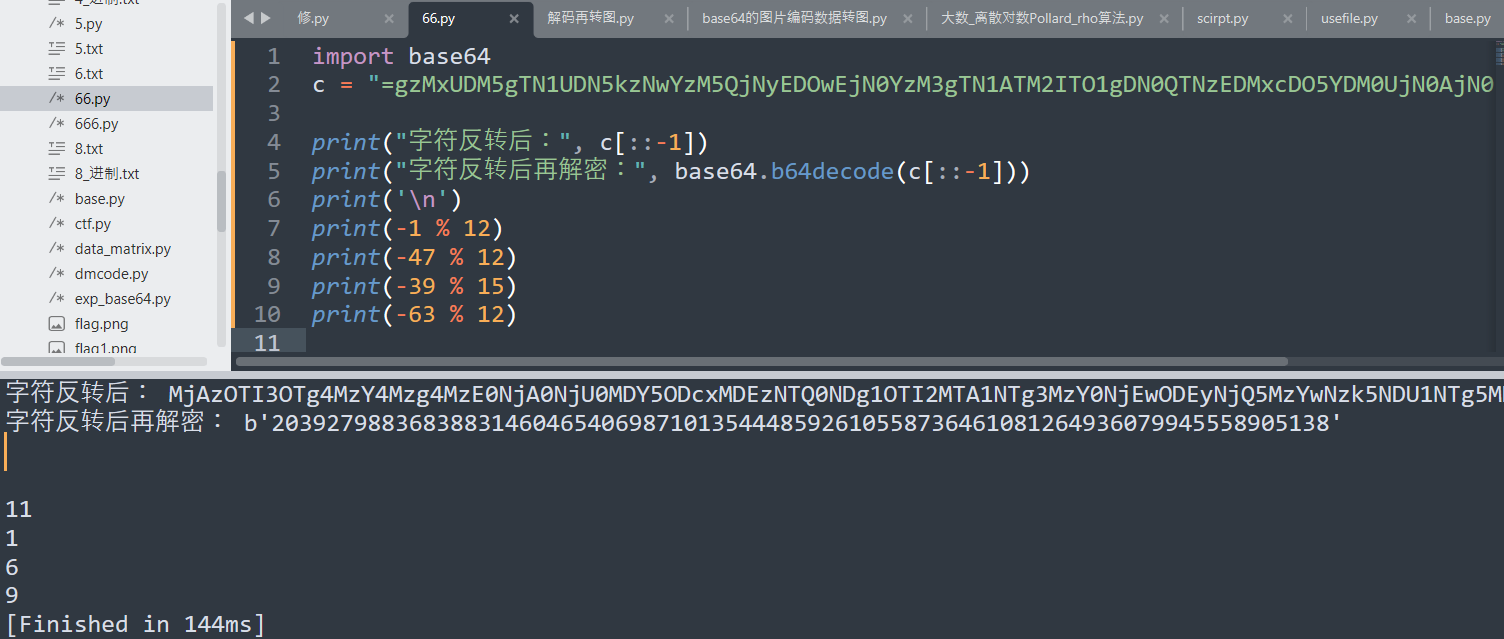 4_进制.txt
5.py
5.txt
6.txt
66.py
666.py
8.txt
8_进制.txt
base.py
ctf.py
data_matrix.py
dmcode.py
exp_base64.py
flag.png
flag1.png
修.py × 66.py × 解码再转图.py × base64的图片编码数据转图.py × 大数_离散对数Pollard_rho算法.py × scirpt.py × usefile.py × base.py
1 import base64
2 c = "=gzMxUDM5gTN1UDN5kzNwYzM5QjNyEDOwEjN0YzM3gTN1ATM2ITO1gDN0QTNzEDMxcDO5YDM0UjN0AjN0
3
4 print("字符反转后：", c[::-1])
5 print("字符反转后再解密：", base64.b64decode(c[::-1]))
6 print('\n')
7 print(-1 % 12)
8 print(-47 % 12)
9 print(-39 % 15)
10 print(-63 % 12)
11
字符反转后： MjAzOTI3OTg4MzY4Mzg4MzE0NjA0NjU0MDY5ODcxMDEzNTQ0NDg1OTI2MTA1NTg3MzY0NjEwODEyNjQ5MzYwNzk5NDU1NTg5M
字符反转后再解密： b'203927988368388314604654069871013544485926105587364610812649360799455589051​38'
11
1
6
9
[Finished in 144ms]